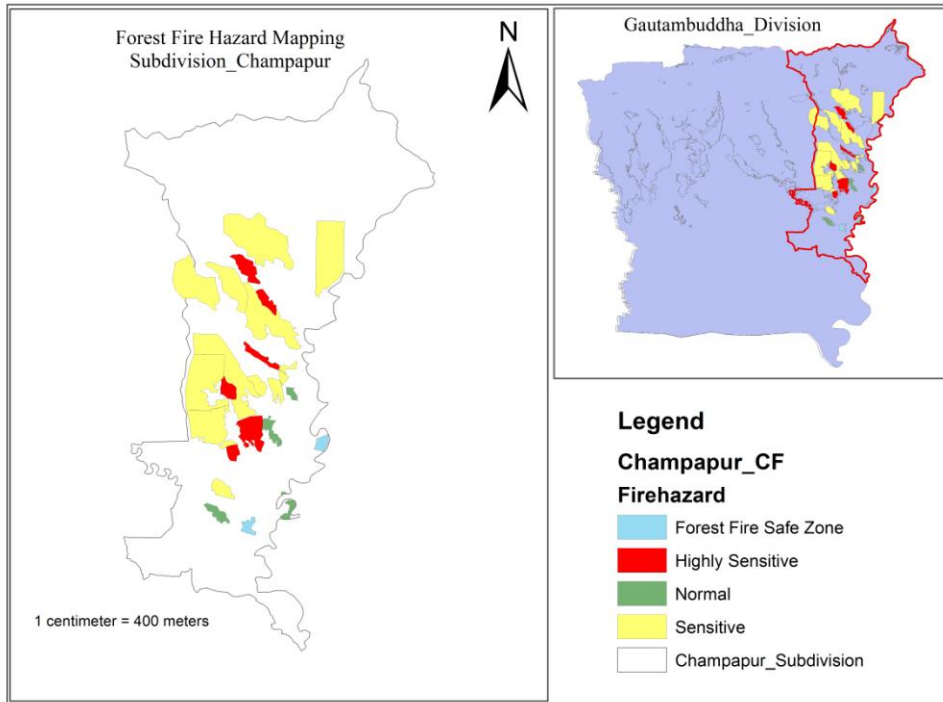 Forest Fire Hazard Mapping
Subdivision_Champapur
N
1 centimeter = 400 meters
Gautambuddha_Division
Legend
Champapur_CF
Firehazard
Forest Fire Safe Zone
Highly Sensitive
Normal
Sensitive
Champapur_Subdivision